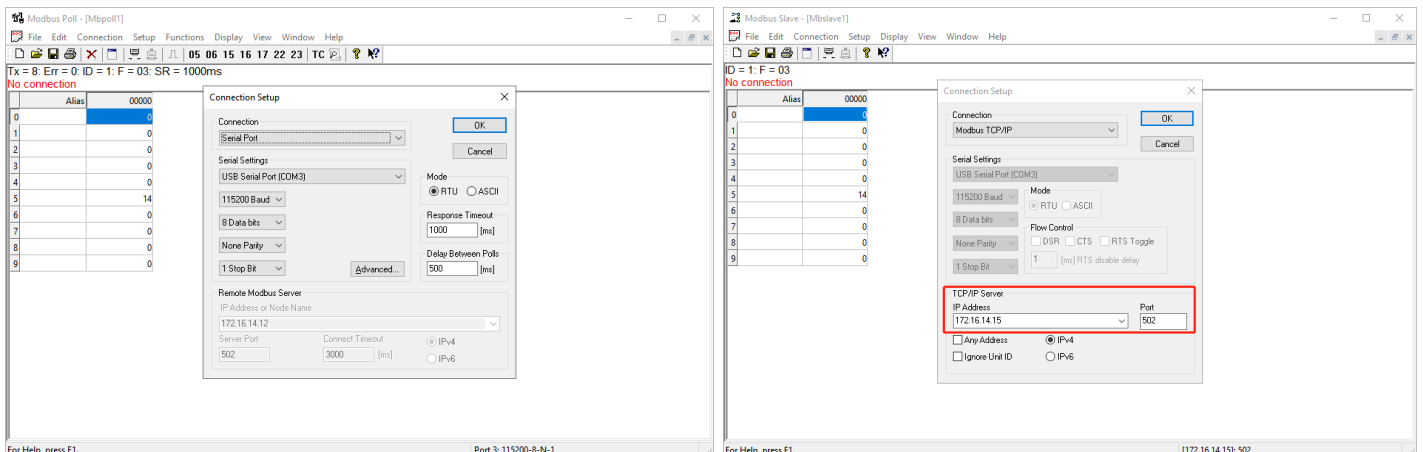 Modbus Poll - [Mbpoll1]
File Edit Connection Setup Functions Display View Window Help
05 06 15 16 17 22 23 TC
Tx = 8: Err = 0: ID = 1: F = 03: SR = 1000ms
No connection
Alias 00000
0 0
1 0
2 0
3 0
4 0
5 14
6 0
7 0
8 0
9 0
Connection Setup
Connection
Serial Port
OK
Cancel
Serial Settings
USB Serial Port (COM3)
115200 Baud
8 Data bits
None Parity
1 Stop Bit
Advanced...
Mode
RTU ASCII
Response Timeout
1000 [ms]
Delay Between Polls
500 [ms]
Remote Modbus Server
IP Address or Node Name
172.16.14.12
Server Port Connect Timeout
502 3000 [ms]
IPv4
IPv6
For Help, press F1.
Port 3: 115200-8-N-1
Modbus Slave - [Mbslave1]
File Edit Connection Setup Display View Window Help
ID = 1: F = 03
No connection
Alias 00000
0 0
1 0
2 0
3 0
4 0
5 14
6 0
7 0
8 0
9 0
Connection Setup
Connection
Modbus TCP/IP
OK
Cancel
Serial Settings
USB Serial Port (COM3)
115200 Baud
8 Data bits
None Parity
1 Stop Bit
Mode
RTU ASCII
Flow Control
DSR CTS RTS Toggle
1 [ms] RTS disable delay
TCP/IP Server
IP Address Port
172.16.14.15 502
Any Address IPv4
Ignore Unit ID IPv6
For Help, press F1.
[172.16.14.15]: 502